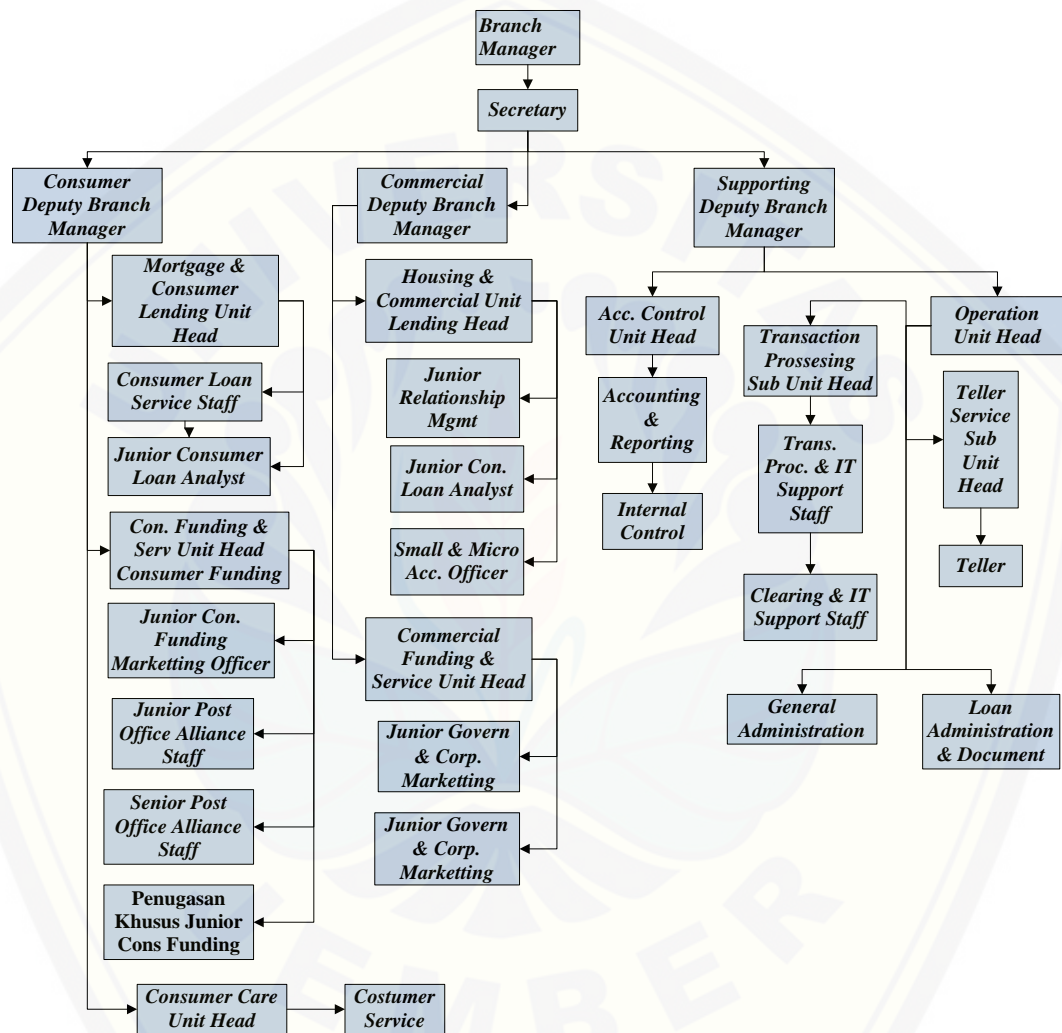 Branch
Manager
Secretary
Consumer
Deputy Branch
Manager
Commercial
Deputy Branch
Manager
Supporting
Deputy Branch
Manager
Mortgage &
Consumer
Lending Unit
Head
Consumer Loan
Service Staff
Junior Consumer
Loan Analyst
Con. Funding &
Serv Unit Head
Consumer Funding
Junior Con.
Funding
Marketting Officer
Junior Post
Office Alliance
Staff
Senior Post
Office Alliance
Staff
Penugasan
Khusus Junior
Cons Funding
Consumer Care
Unit Head
Costumer
Service
Housing &
Commercial Unit
Lending Head
Junior
Relationship
Mgmt
Junior Con.
Loan Analyst
Small & Micro
Acc. Officer
Commercial
Funding &
Service Unit Head
Junior Govern
& Corp.
Marketting
Junior Govern
& Corp.
Marketting
Acc. Control
Unit Head
Accounting
&
Reporting
Internal
Control
Transaction
Prossesing
Sub Unit Head
Trans.
Proc. & IT
Support
Staff
Clearing & IT
Support Staff
Operation
Unit Head
Teller
Service
Sub
Unit
Head
Teller
General
Administration
Loan
Administration
& Document
UNIVERSITAS
JEMBER